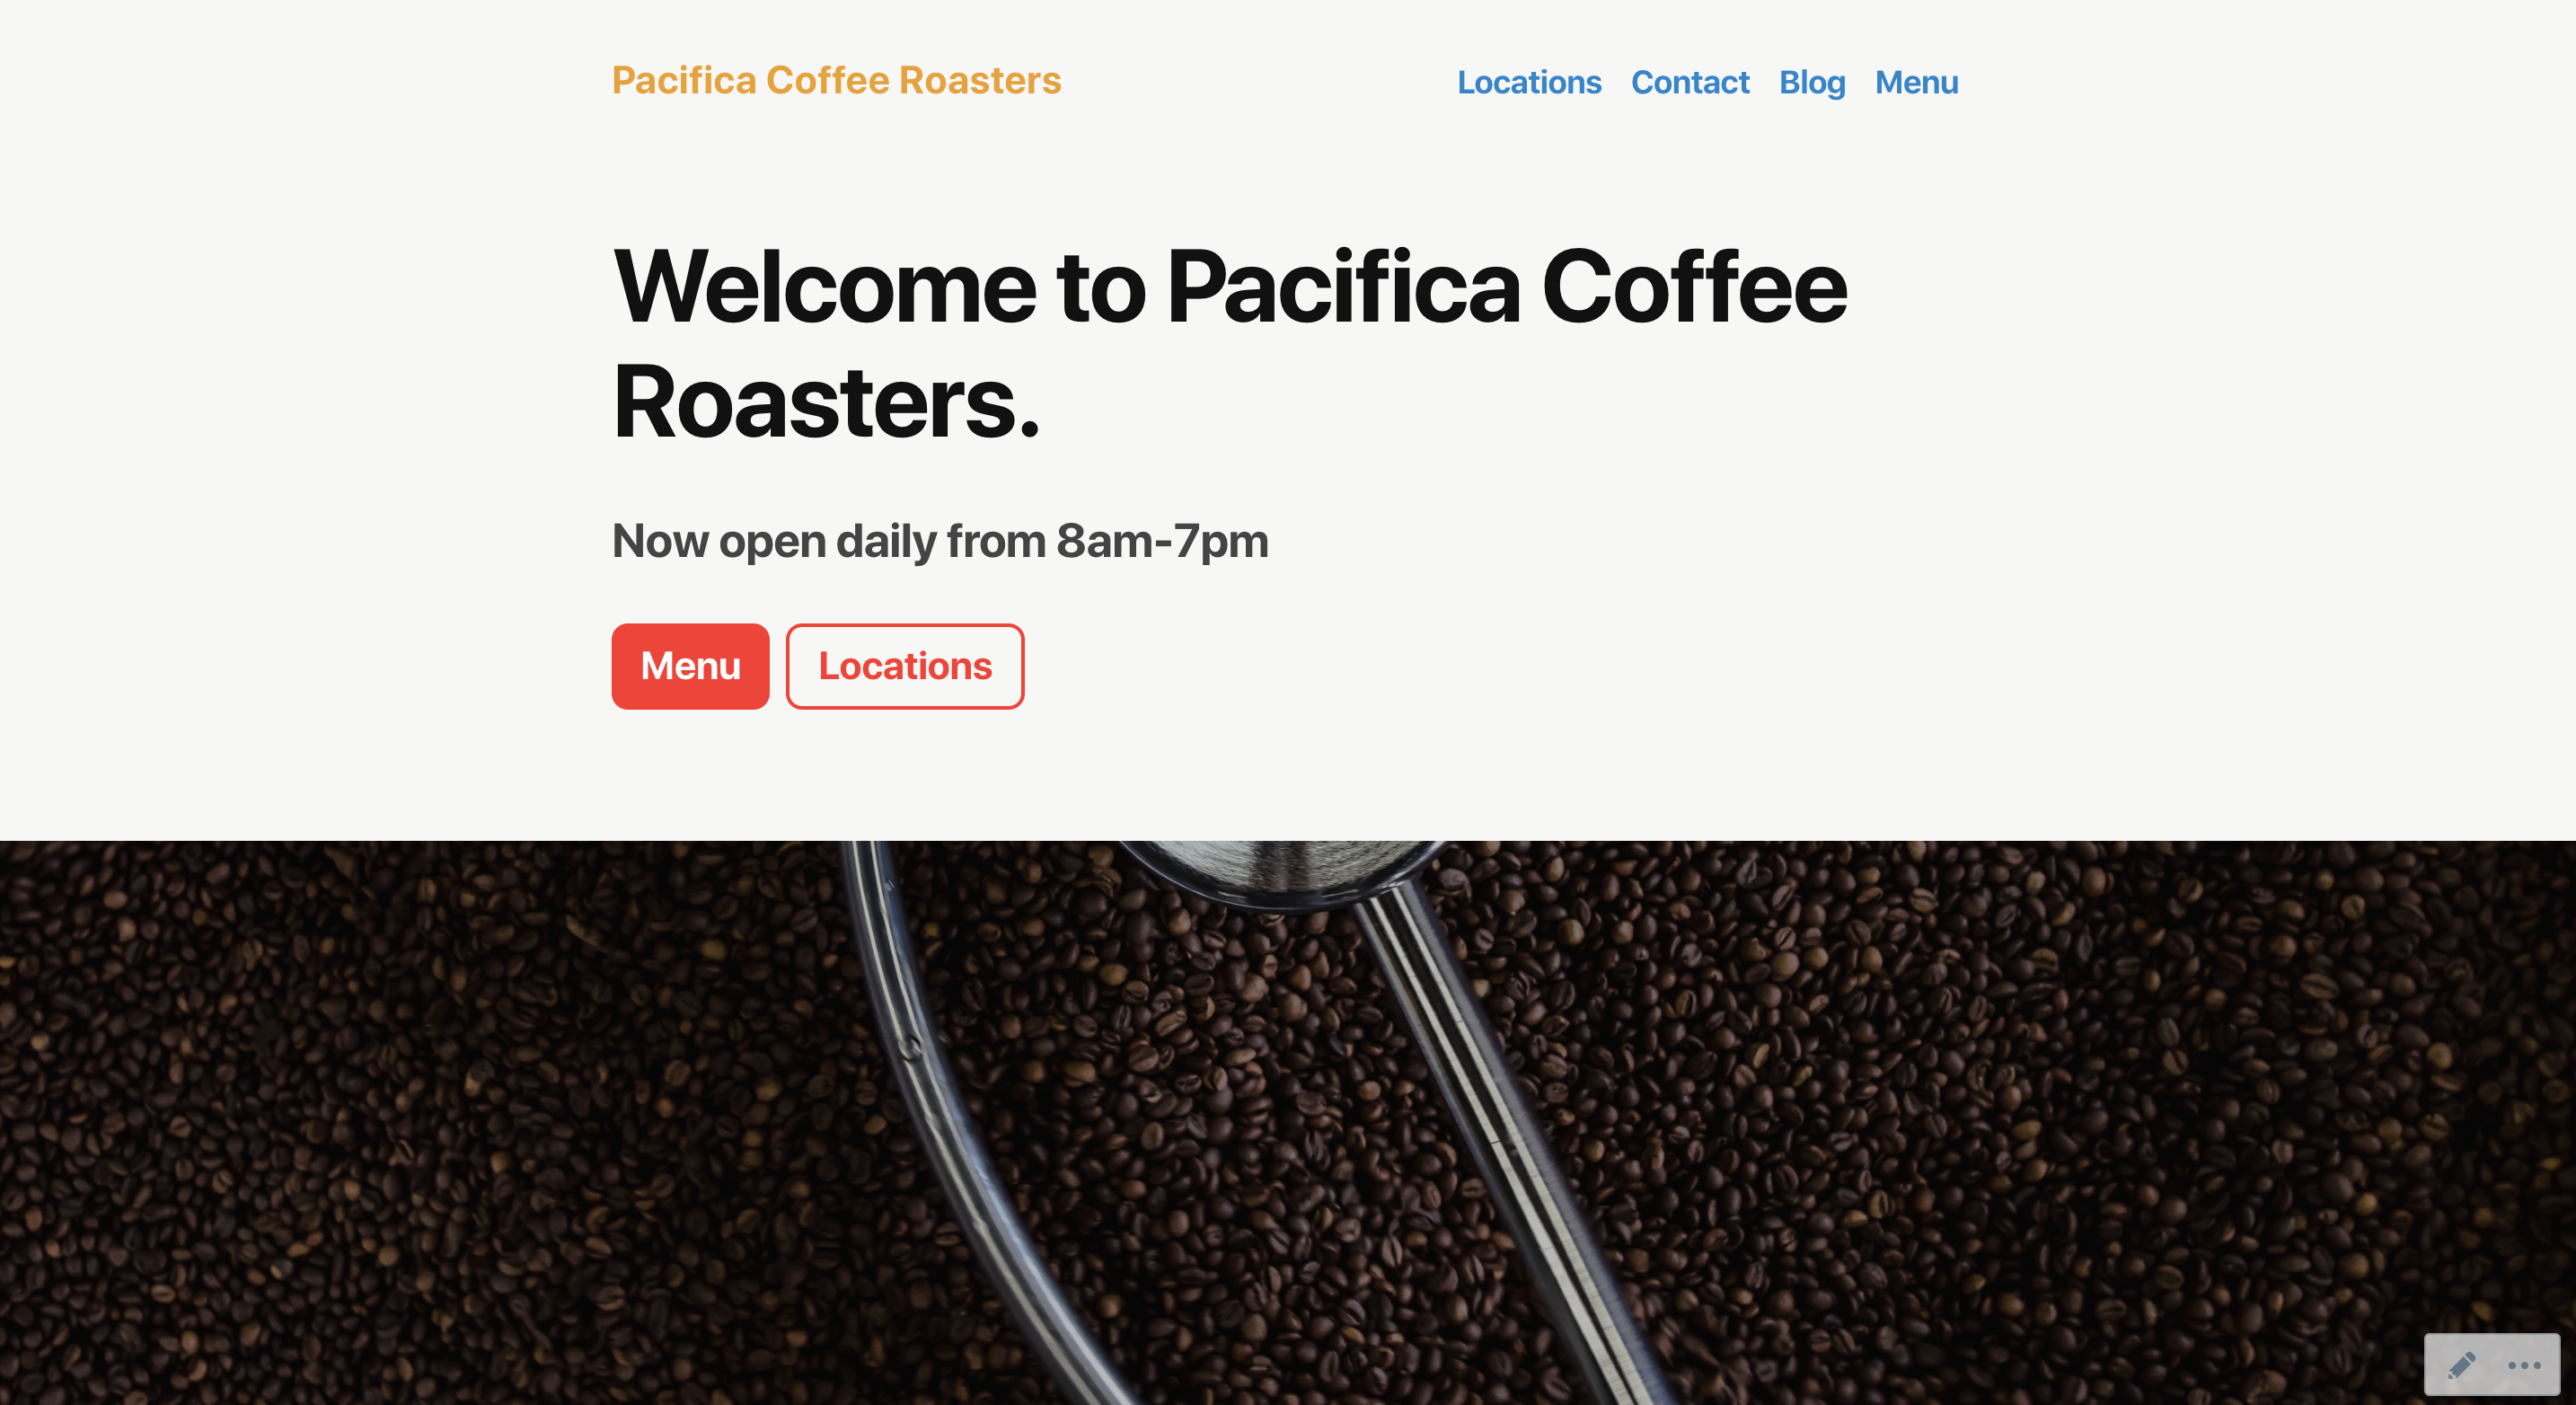 Pacifica Coffee Roasters
Locations Contact Blog Menu
Welcome to Pacifica Coffee
Roasters.
Now open daily from 8am-7pm
Menu
Locations